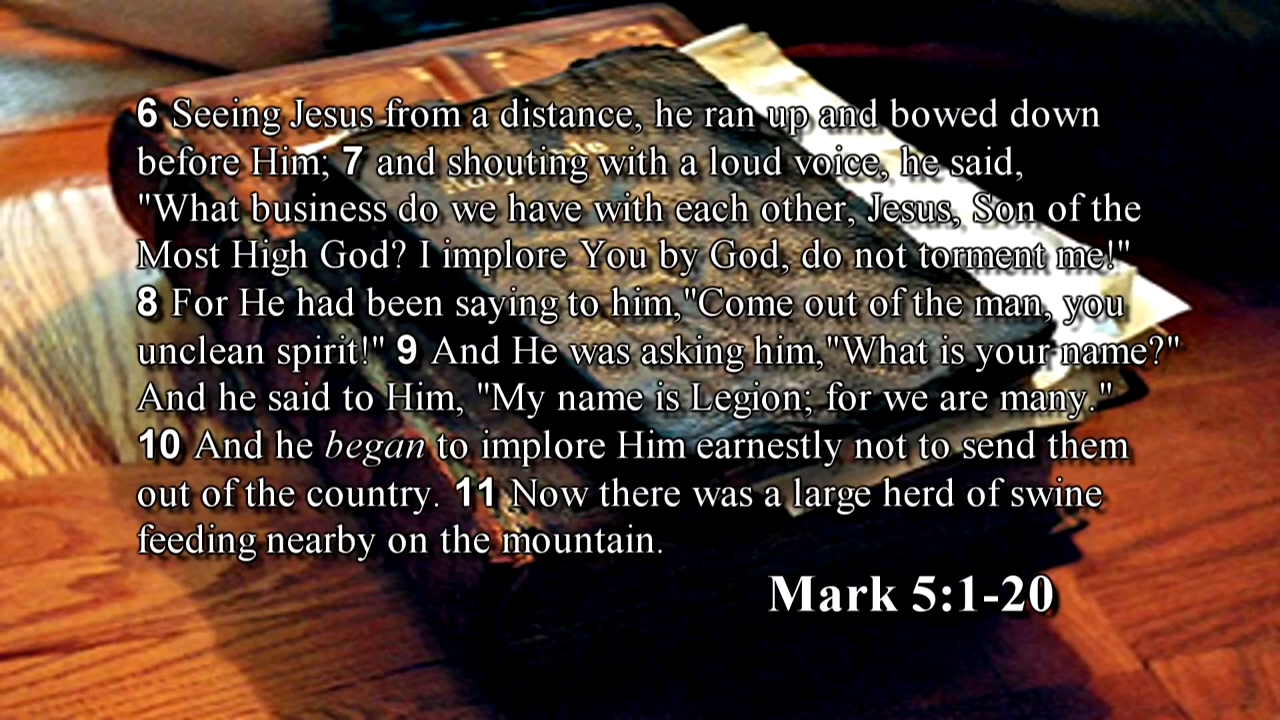 6 Seeing Jesus from a distance, he ran up and bowed down
before Him; 7 and shouting with a loud voice, he said,
"What business do we have with each other, Jesus, Son of the
Most High God? I implore You by God, do not torment me!"
8 For He had been saying to him,"Come out of the man, you
unclean spirit!" 9 And He was asking him,"What is your name?"
And he said to Him, "My name is Legion; for we are many."
10 And he began to implore Him earnestly not to send them
out of the country. 11 Now there was a large herd of swine
feeding nearby on the mountain.
Mark 5:1-20